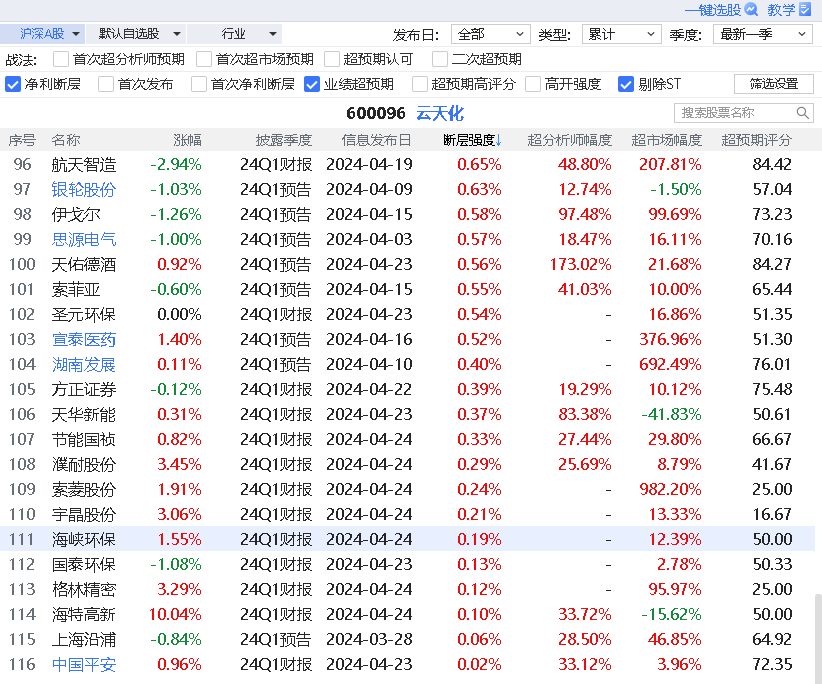 一键选股 教学
沪深A股 默认自选股 行业 发布日: 全部 类型: 累计 季度: 最新一季
战法: 首次超分析师预期 首次超市场预期 超预期认可 二次超预期
净利断层 首次发布 首次净利断层 业绩超预期 超预期高评分 高开强度 剔除ST 筛选设置
600096 云天化 搜索股票名称
序号 名称 涨幅 披露季度 信息发布日 断层强度↓ 超分析师幅度 超市场幅度 超预期评分
96 航天智造 -2.94% 24Q1财报 2024-04-19 0.65% 48.80% 207.81% 84.42
97 银轮股份 -1.03% 24Q1预告 2024-04-09 0.63% 12.74% -1.50% 57.04
98 伊戈尔 -1.26% 24Q1预告 2024-04-15 0.58% 97.48% 99.69% 73.23
99 思源电气 -1.00% 24Q1预告 2024-04-03 0.57% 18.47% 16.11% 70.16
100 天佑德酒 0.92% 24Q1预告 2024-04-23 0.56% 173.02% 21.68% 84.27
101 索菲亚 -0.60% 24Q1预告 2024-04-15 0.55% 41.03% 10.00% 65.44
102 圣元环保 0.00% 24Q1财报 2024-04-23 0.54% - 16.86% 51.35
103 宣泰医药 1.40% 24Q1预告 2024-04-16 0.52% - 376.96% 51.30
104 湖南发展 0.11% 24Q1预告 2024-04-10 0.40% - 692.49% 76.01
105 方正证券 -0.12% 24Q1财报 2024-04-22 0.39% 19.29% 10.12% 75.48
106 天华新能 0.31% 24Q1财报 2024-04-23 0.37% 83.38% -41.83% 50.61
107 节能国祯 0.82% 24Q1财报 2024-04-24 0.33% 27.44% 29.80% 66.67
108 濮耐股份 3.45% 24Q1财报 2024-04-24 0.29% 25.69% 8.79% 41.67
109 索菱股份 1.91% 24Q1财报 2024-04-24 0.24% - 982.20% 25.00
110 宇晶股份 3.06% 24Q1财报 2024-04-24 0.21% - 13.33% 16.67
111 海峡环保 1.55% 24Q1财报 2024-04-24 0.19% - 12.39% 50.00
112 国泰环保 -1.08% 24Q1财报 2024-04-23 0.13% - 2.78% 50.33
113 格林精密 3.29% 24Q1财报 2024-04-24 0.12% - 95.97% 25.00
114 海特高新 10.04% 24Q1财报 2024-04-24 0.10% 33.72% -15.62% 50.00
115 上海沿浦 -0.84% 24Q1预告 2024-03-28 0.06% 28.50% 46.85% 64.92
116 中国平安 0.96% 24Q1财报 2024-04-23 0.02% 33.12% 3.96% 72.35